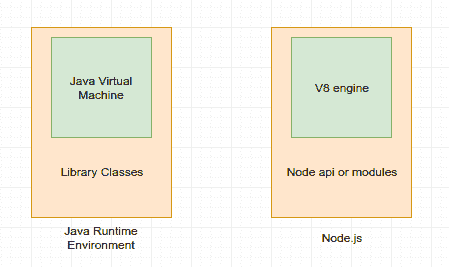 Java Virtual
Machine
V8 engine
Library Classes
Node api or modules
Java Runtime
Environment
Node.js